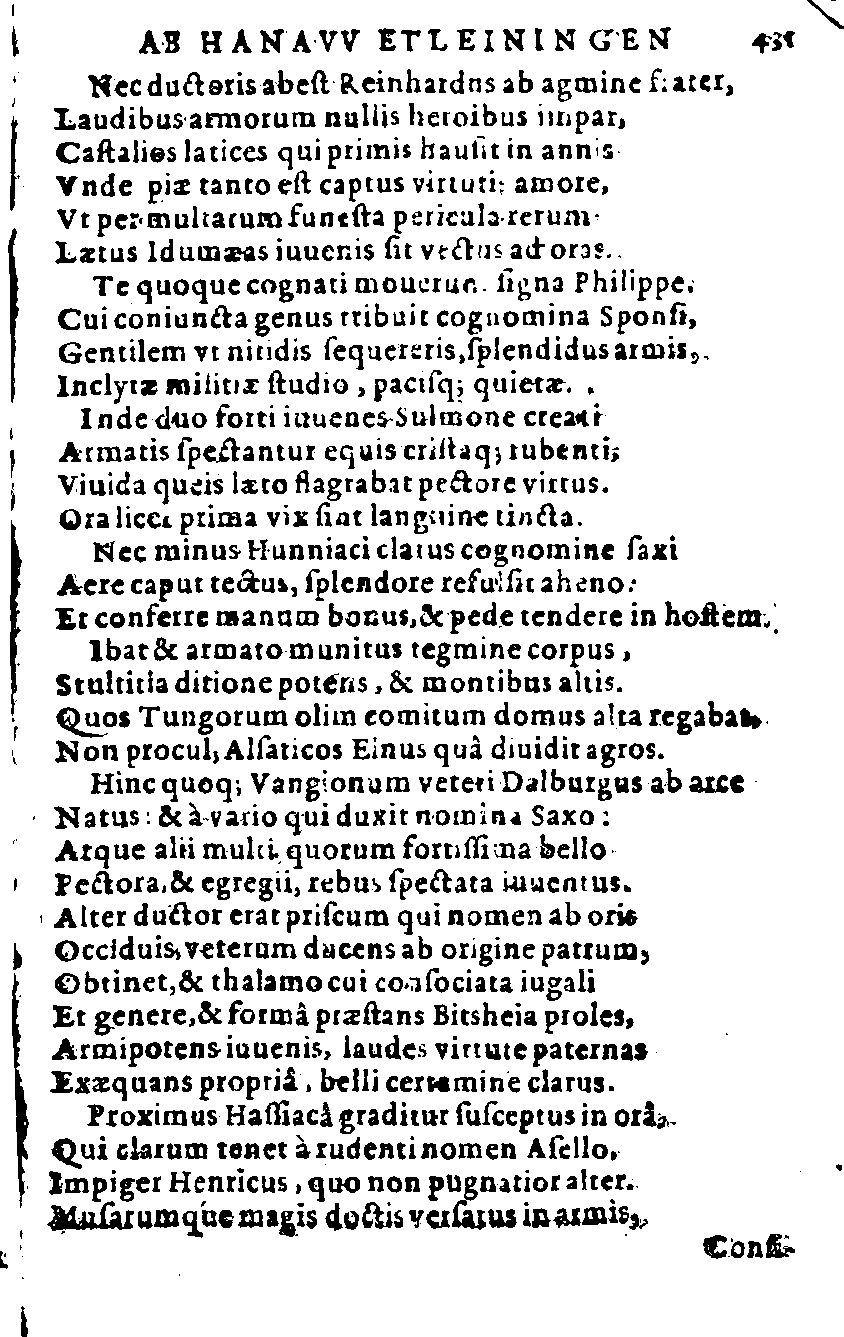 AB HANAVV ETLEININGEN 431
Nec ductoris abest Reinhardus ab agmine frater,
Laudibus armorum nullis heroibus impar,
Castalios latices qui primis hausit in annis
Vnde piæ tanto est captus virtutis amore,
Vt per multarum funesta pericula rerum
Lætus Idumæas iuuenis sit vectus ad oras.
Te quoque cognati mouerun. signa Philippe.
Cui coniuncta genus tribuit cognomina Sponsi,
Gentilem vt nitidis sequereris, splendidus armis,
Inclytæ militiæ studio, pacisq; quietæ.
Inde duo forti iuuenes Sulmone creati
Armatis spectantur equis cristaq; rubenti;
Viuida queis læto flagrabat pectore virtus.
Ora licet prima vix sint languine tincta.
Nec minus Hunniaci clatus cognomine saxi
Aere caput tectus, splendore refulsit aheno:
Et conferre manum bonus, & pede tendere in hostem.
Ibat & armato munitus tegmine corpus,
Stultitia ditione potens, & montibus altis.
Quos Tungorum olim comitum domus alta regabat,
Non procul, Alsaticos Einus quâ diuidit agros.
Hinc quoq; Vangionum veteri Dalburgus ab arce
Natus: & à vario qui duxit nomina Saxo:
Atque alii multi, quorum fortissima bello
Pectora, & egregii, rebus spectata iuuentus.
Alter ductor erat priscum qui nomen ab oris
Occiduis, veterum ducens ab origine patrum,
Obtinet, & thalamo cui consociata iugali
Et genere, & formâ præstans Bitsheia proles,
Armipotens iuuenis, laudes virtute paternas
Exæquans propriâ, belli certamine clarus.
Proximus Hassiacâ graditur susceptus in orâ,
Qui clarum tenet à rudenti nomen Asello,
Impiger Henricus, quo non pugnatior alter.
Musarumque magis doctis versatus in armis,